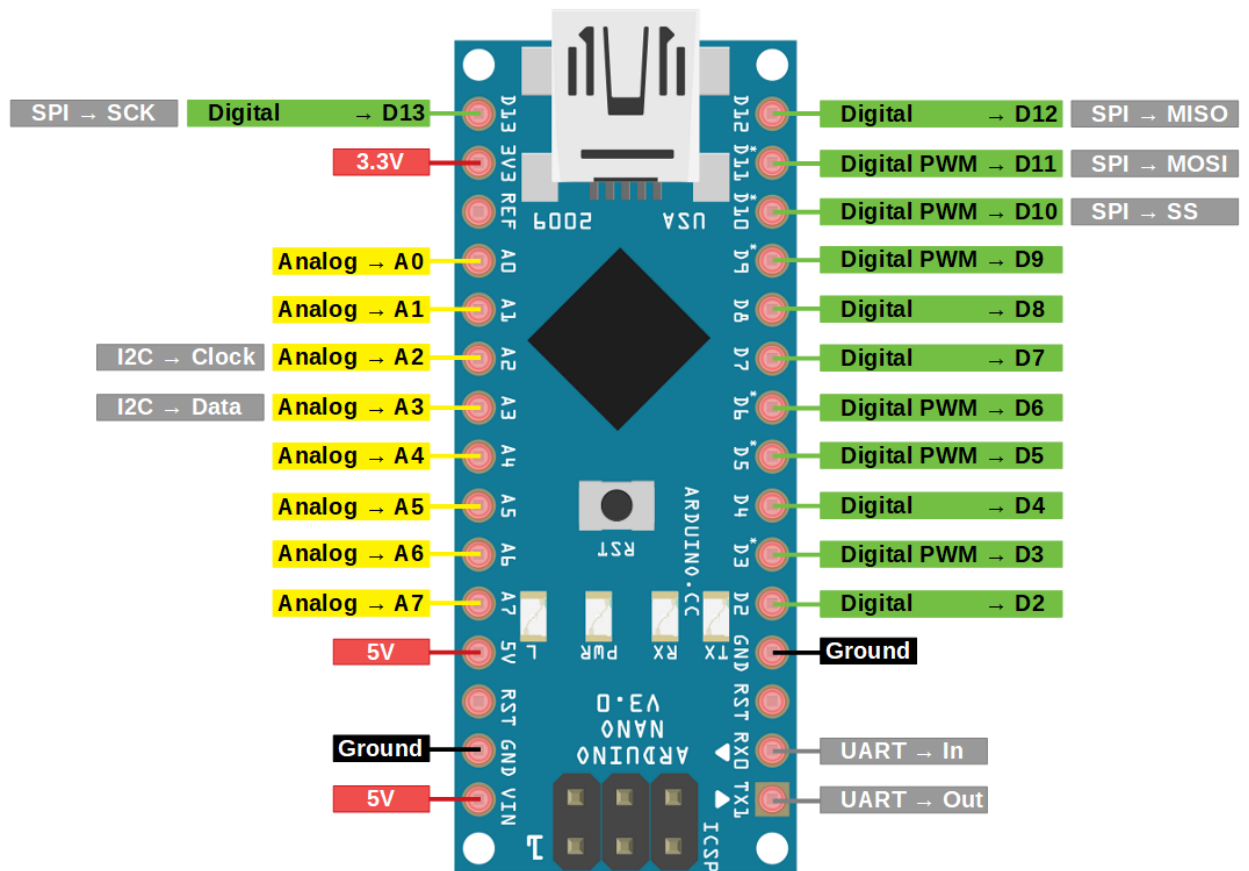 SPI → SCK
Digital → D13
3.3V
Analog → A0
Analog → A1
I2C → Clock
Analog → A2
I2C → Data
Analog → A3
Analog → A4
Analog → A5
Analog → A6
Analog → A7
5V
Ground
5V
D13
3V3
REF
A0
A1
A2
A3
A4
A5
A6
A7
5V
RST
GND
VIN
2009
USA
RST
ARDUINO.CC
L
PWR
RX
TX
ARDUINO
NANO
V3.0
1
ICSP
D12
D11*
D10*
D9*
D8
D7
D6*
D5*
D4
D3*
D2
GND
RST
RX0
TX1
Digital → D12
SPI → MISO
Digital PWM → D11
SPI → MOSI
Digital PWM → D10
SPI → SS
Digital PWM → D9
Digital → D8
Digital → D7
Digital PWM → D6
Digital PWM → D5
Digital → D4
Digital PWM → D3
Digital → D2
Ground
UART → In
UART → Out